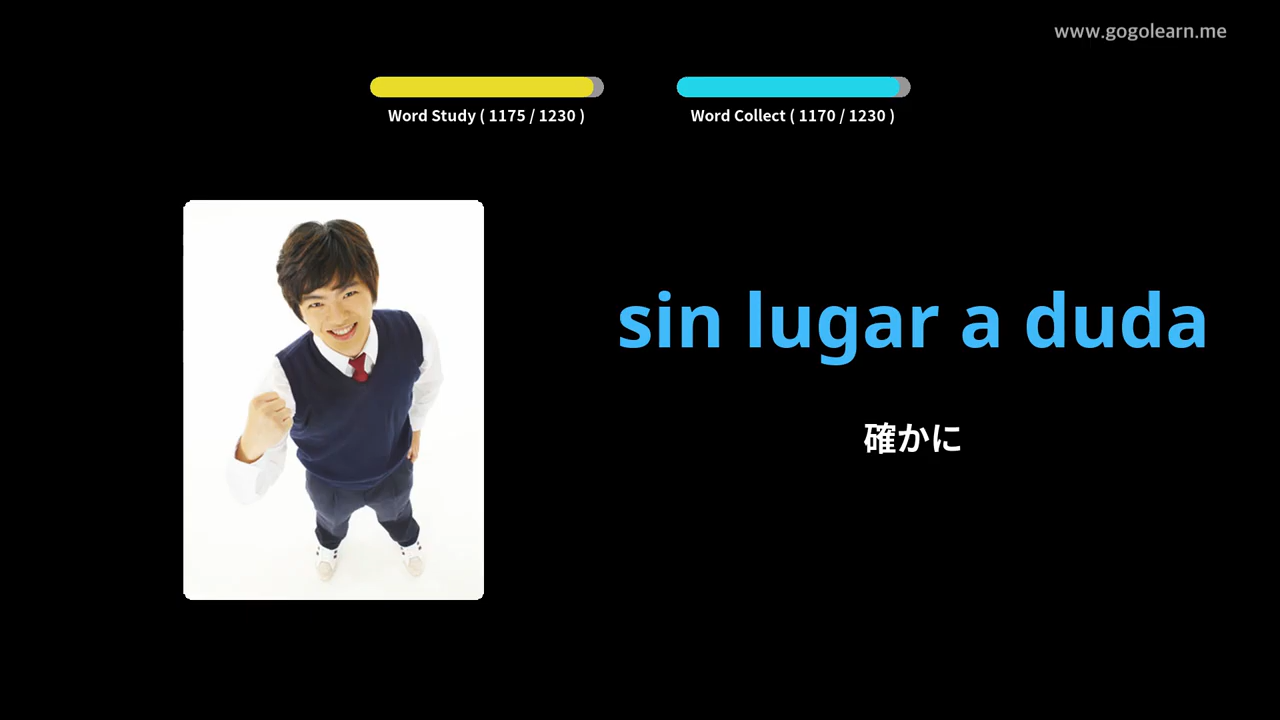 www.gogolearn.me
Word Study ( 1175 / 1230 )
Word Collect ( 1170 / 1230 )
sin lugar a duda
確かに